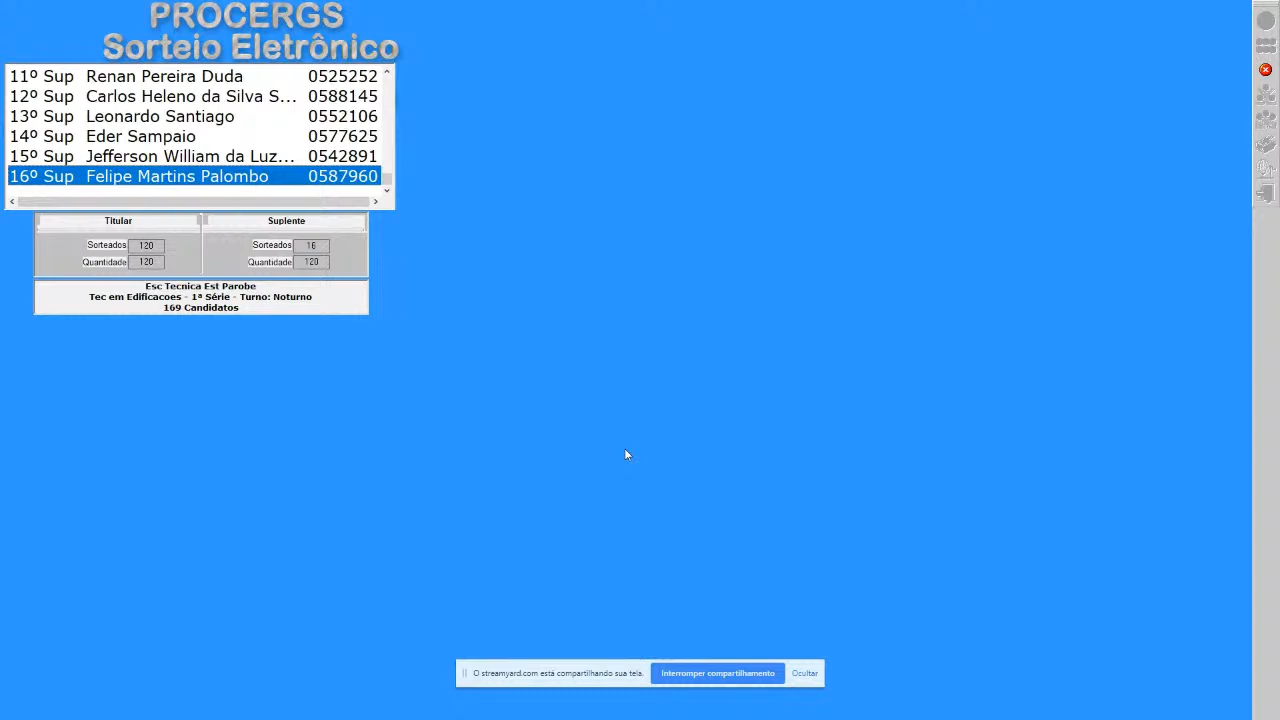 PROCERGS
Sorteio Eletrônico
11º Sup Renan Pereira Duda 0525252
12º Sup Carlos Heleno da Silva S... 0588145
13º Sup Leonardo Santiago 0552106
14º Sup Eder Sampaio 0577625
15º Sup Jefferson William da Luz... 0542891
16º Sup Felipe Martins Palombo 0587960
Titular Suplente
Sorteados 120 Sorteados 16
Quantidade 120 Quantidade 120
Esc Tecnica Est Parobe
Tec em Edificacoes - 1ª Série - Turno: Noturno
169 Candidatos
O streamyard.com está compartilhando sua tela. Interromper compartilhamento Ocultar